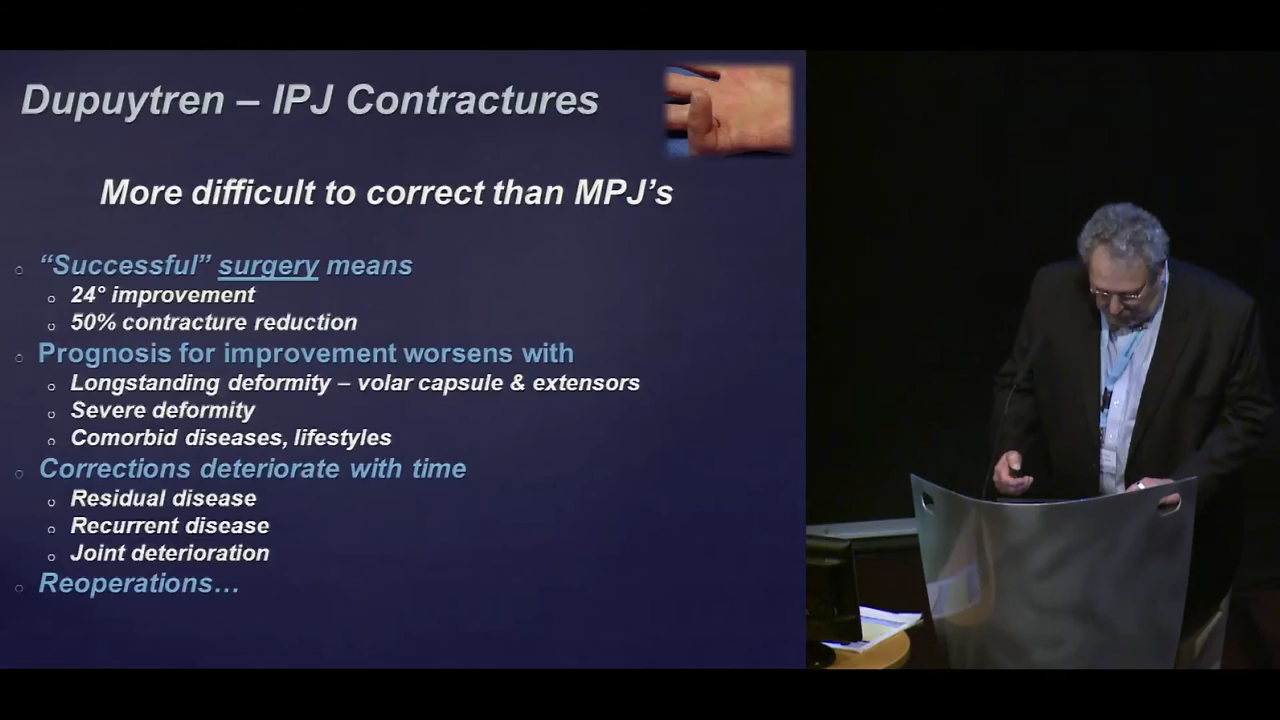 Dupuytren – IPJ Contractures
More difficult to correct than MPJ's
"Successful" surgery means
24° improvement
50% contracture reduction
Prognosis for improvement worsens with
Longstanding deformity – volar capsule & extensors
Severe deformity
Comorbid diseases, lifestyles
Corrections deteriorate with time
Residual disease
Recurrent disease
Joint deterioration
Reoperations…